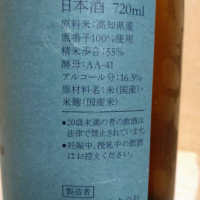 日本酒 720ml
原料米:高知県産
風鳴子100%使用
精米歩合:55%
酵母:AA-41
アルコール分:16.5%
原材料名:米(国産)・
米麹(国産米)
●20歳未満の者の飲酒は
法律で禁止されています。
●妊娠中、授乳中の飲酒
はお控えください。
製造者